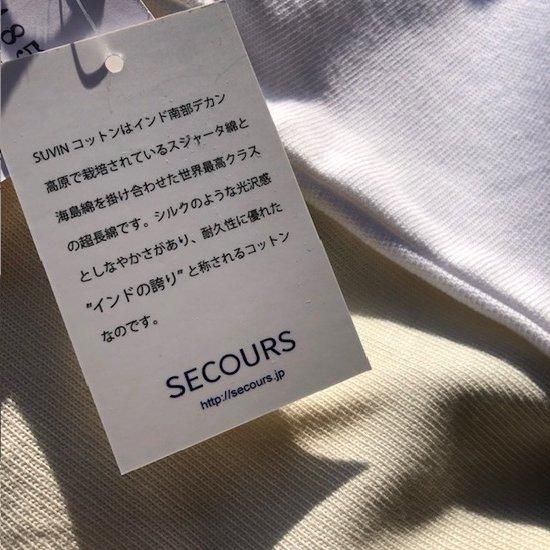 SUVIN コットンはインド南部デカン
高原で栽培されているスジャータ綿と
海島綿を掛け合わせた世界最高クラス
の超長綿です。シルクのような光沢感
としなやかさがあり、耐久性に優れた
"インドの誇り" と称されるコットン
なのです。
SECOURS
http://secours.jp